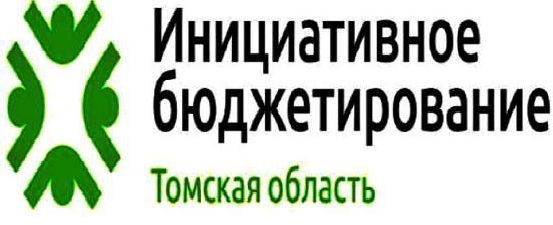 Инициативное
бюджетирование
Томская область